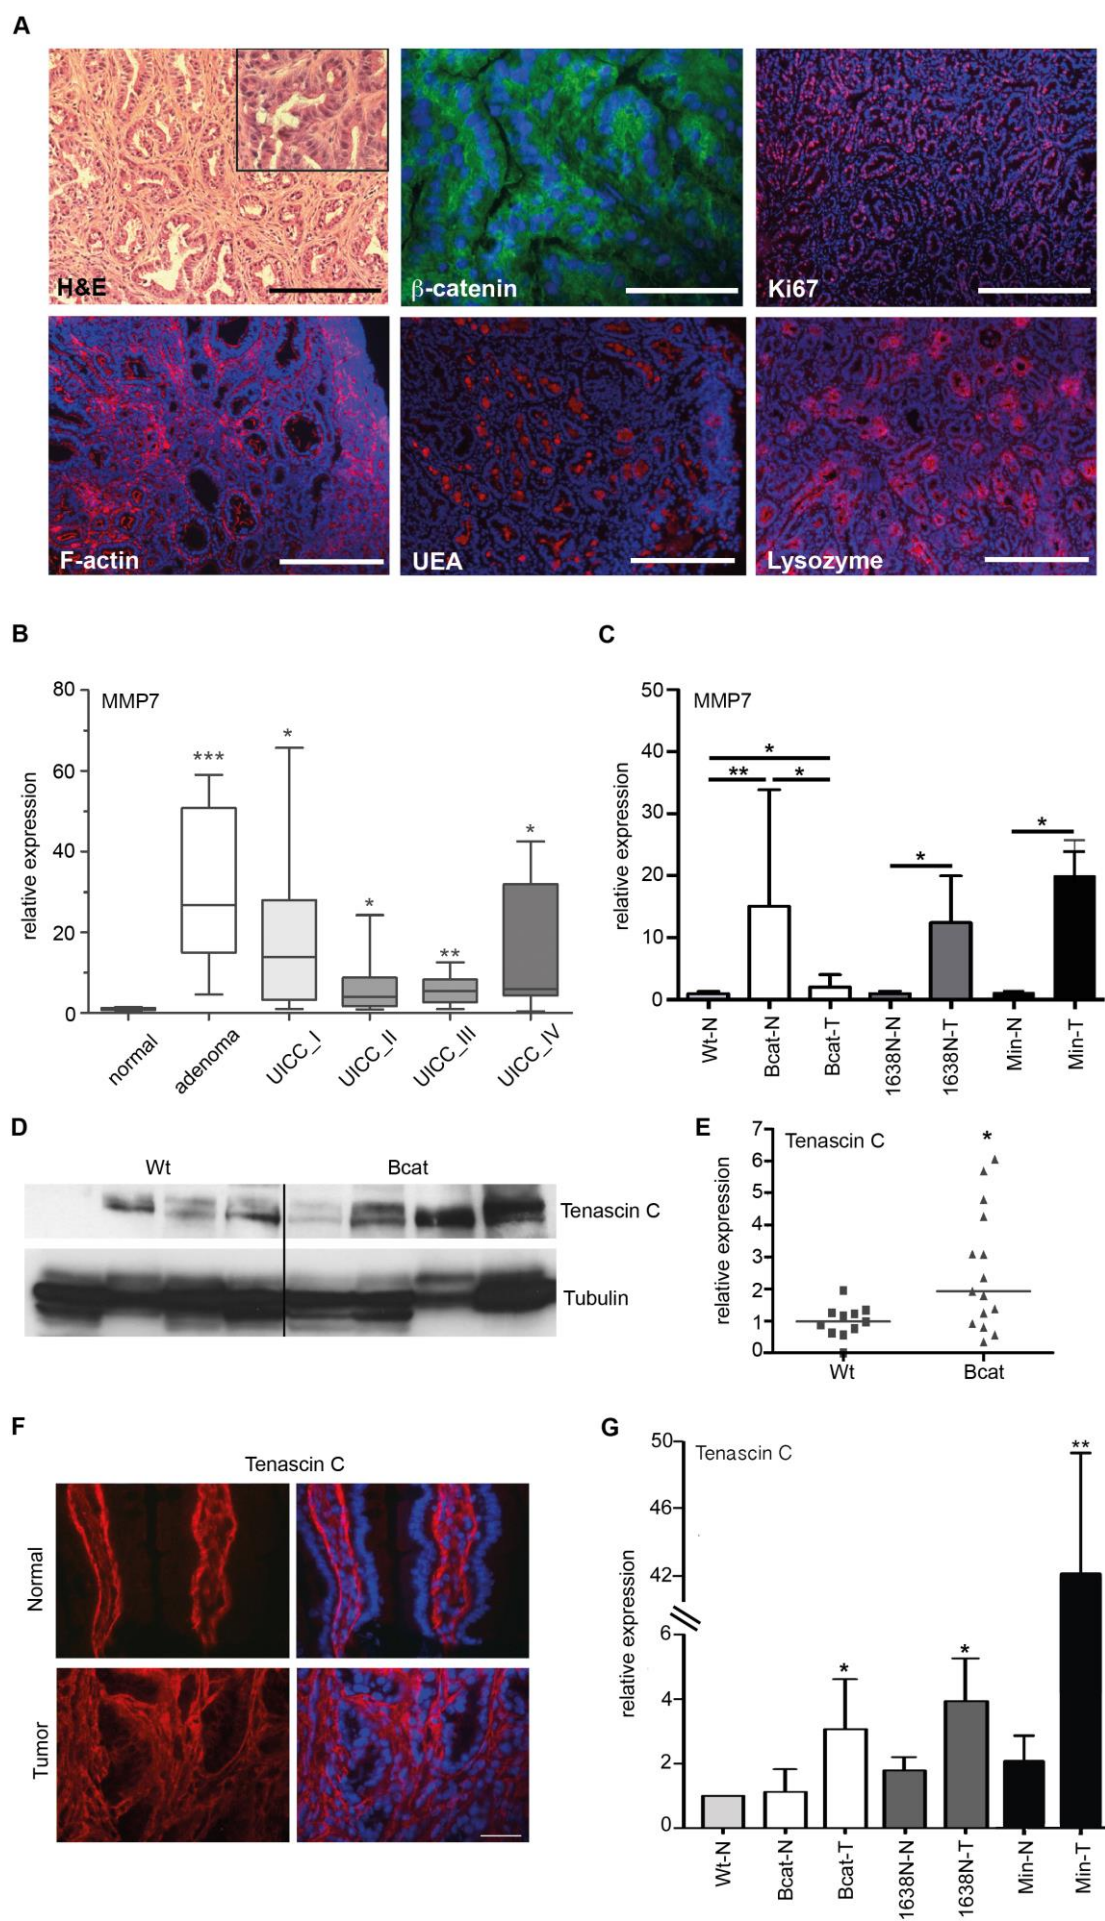 A
H&E
β-catenin
Ki67
F-actin
UEA
Lysozyme
B
MMP7
relative expression
80
60
40
20
0
***
*
*
**
*
normal
adenoma
UICC_I
UICC_II
UICC_III
UICC_IV
C
MMP7
relative expression
50
40
30
20
10
0
*
**
*
*
*
Wt-N
Bcat-N
Bcat-T
1638N-N
1638N-T
Min-N
Min-T
D
Wt
Bcat
Tenascin C
Tubulin
E
Tenascin C
relative expression
7
6
5
4
3
2
1
0
*
Wt
Bcat
F
Tenascin C
Normal
Tumor
G
Tenascin C
relative expression
50
46
42
6
4
2
0
*
*
**
Wt-N
Bcat-N
Bcat-T
1638N-N
1638N-T
Min-N
Min-T